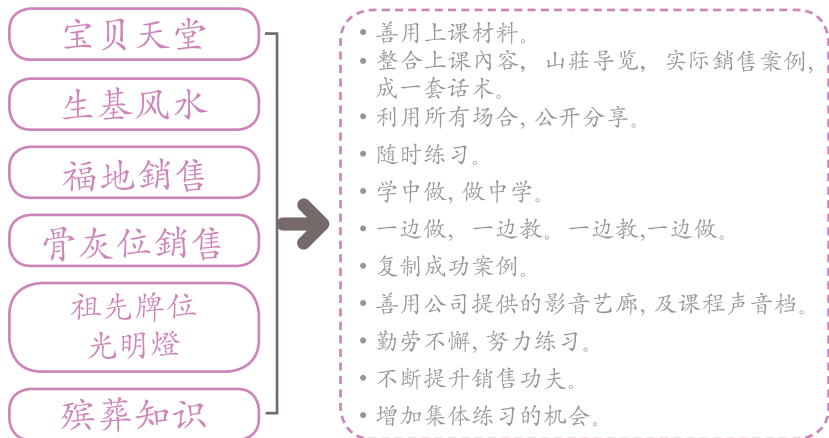 宝贝天堂
生基风水
福地銷售
骨灰位銷售
祖先牌位
光明燈
殡葬知识
• 善用上课材料。
• 整合上课內容， 山莊导览， 实际銷售案例,
成一套话术。
• 利用所有场合, 公开分享。
• 随时练习。
• 学中做, 做中学。
• 一边做， 一边教。一边教,一边做。
• 复制成功案例。
• 善用公司提供的影音艺廊, 及课程声音档。
• 勤劳不懈, 努力练习。
• 不断提升销售功夫。
• 增加集体练习的机会。